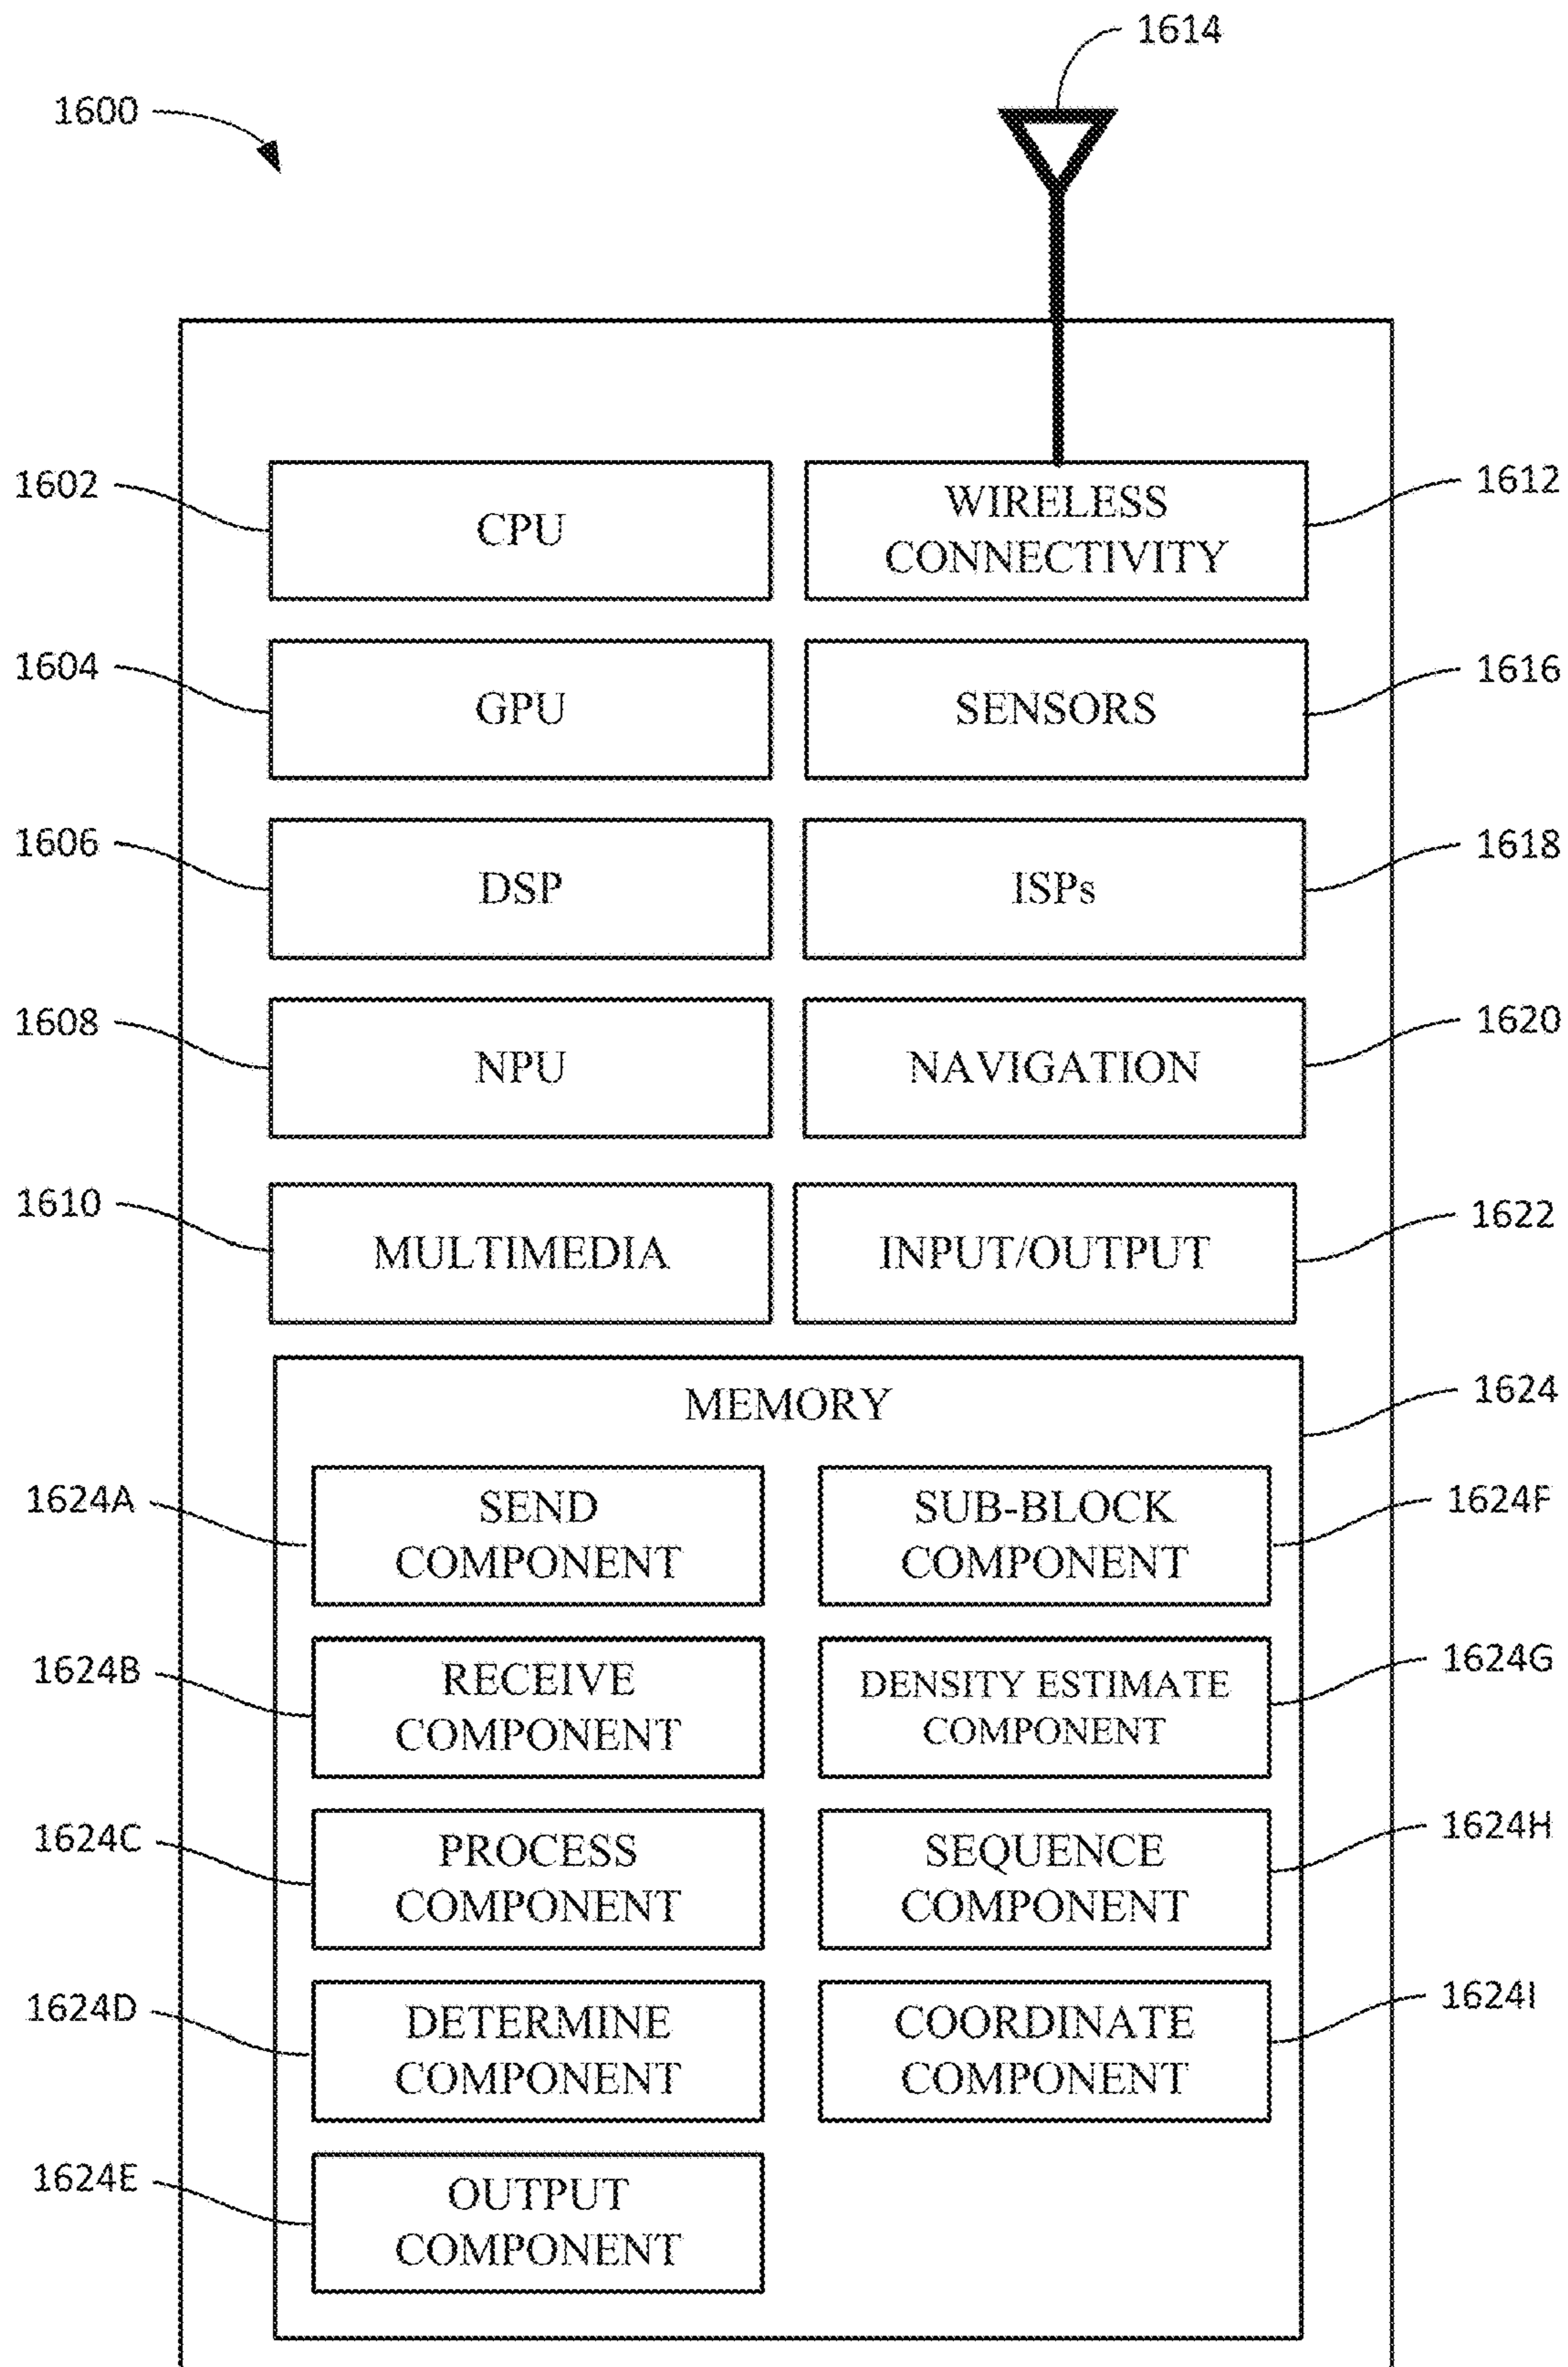 1614
1600
1602
CPU
WIRELESS
CONNECTIVITY
1612
1604
GPU
SENSORS
1616
1606
DSP
ISPs
1618
1608
NPU
NAVIGATION
1620
1610
MULTIMEDIA
INPUT/OUTPUT
1622
MEMORY
1624
1624A
SEND
COMPONENT
SUB-BLOCK
COMPONENT
1624F
1624B
RECEIVE
COMPONENT
DENSITY ESTIMATE
COMPONENT
1624G
1624C
PROCESS
COMPONENT
SEQUENCE
COMPONENT
1624H
1624D
DETERMINE
COMPONENT
COORDINATE
COMPONENT
1624I
1624E
OUTPUT
COMPONENT